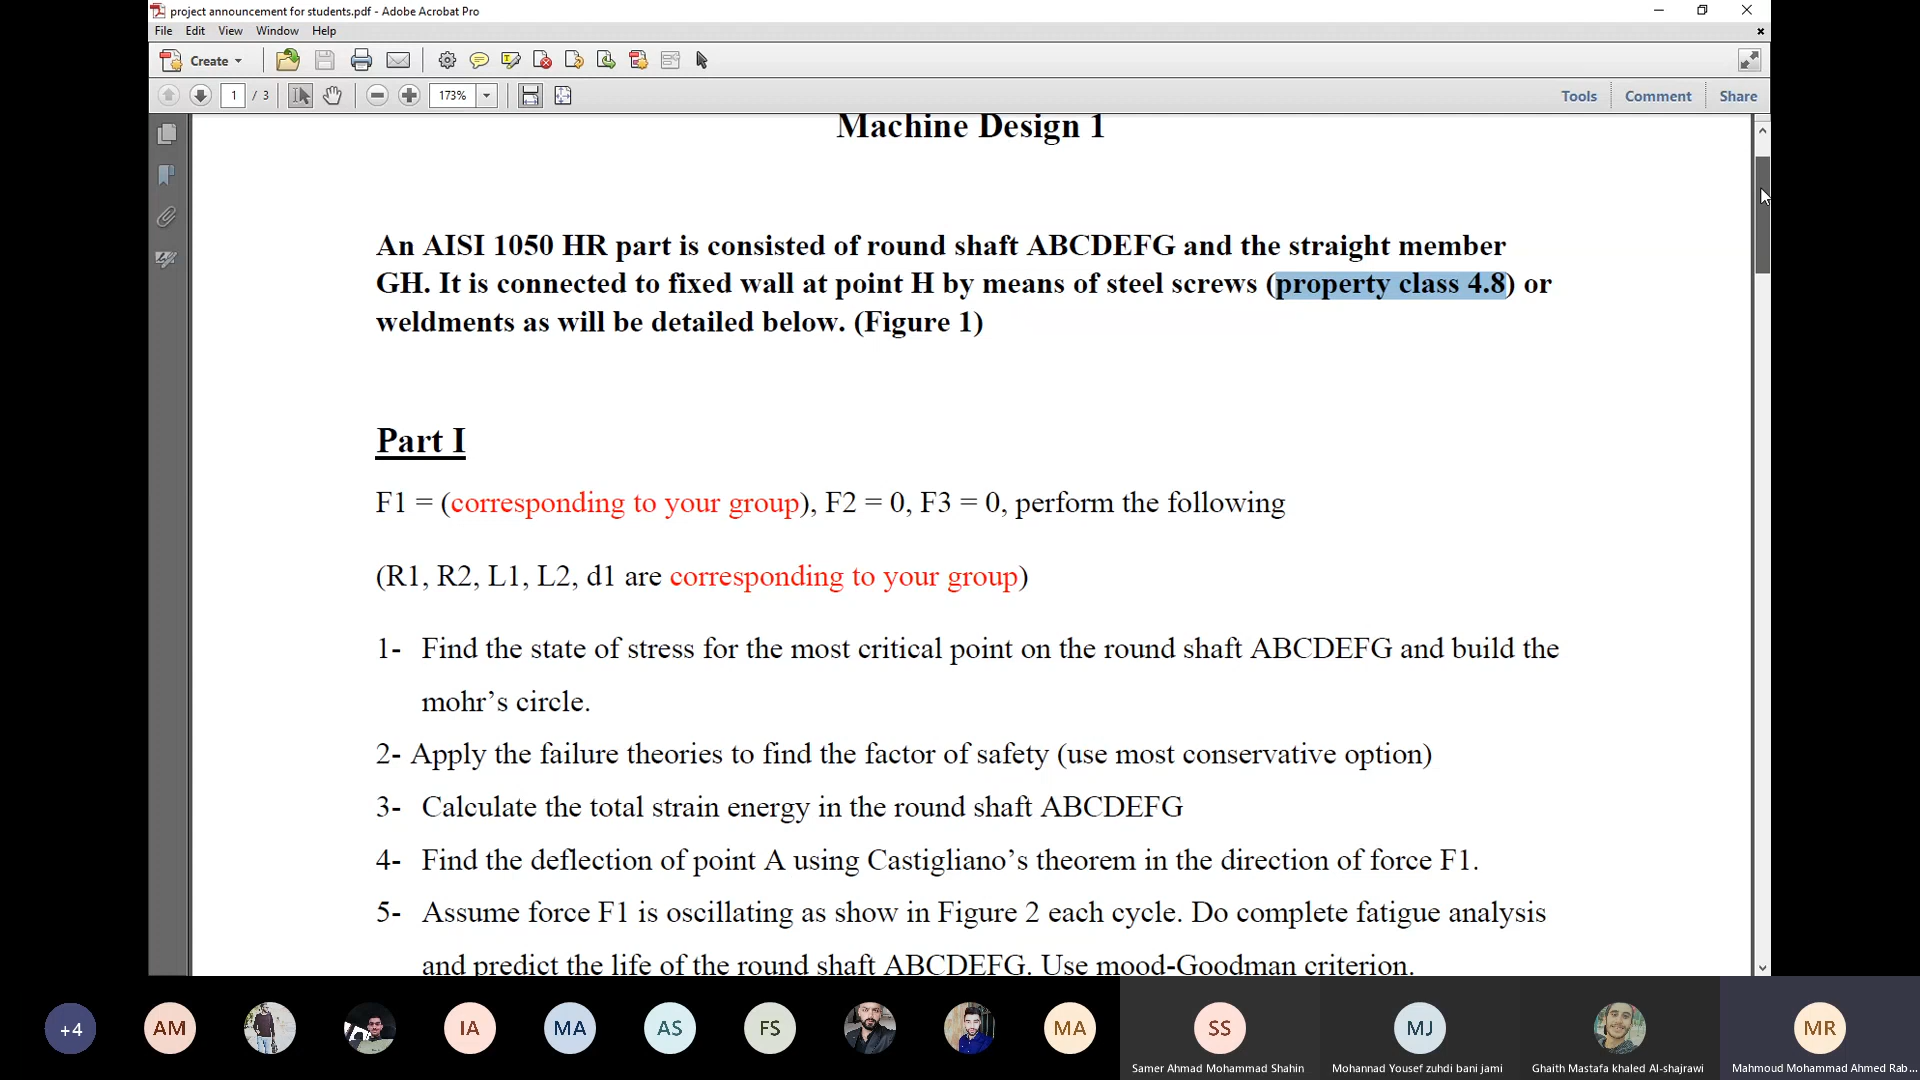 project announcement for students.pdf - Adobe Acrobat Pro
File Edit View Window Help
Create
1 / 3 173% Tools Comment Share
Machine Design 1
An AISI 1050 HR part is consisted of round shaft ABCDEFG and the straight member
GH. It is connected to fixed wall at point H by means of steel screws (property class 4.8) or
weldments as will be detailed below. (Figure 1)
Part I
F1 = (corresponding to your group), F2 = 0, F3 = 0, perform the following
(R1, R2, L1, L2, d1 are corresponding to your group)
1- Find the state of stress for the most critical point on the round shaft ABCDEFG and build the
mohr’s circle.
2- Apply the failure theories to find the factor of safety (use most conservative option)
3- Calculate the total strain energy in the round shaft ABCDEFG
4- Find the deflection of point A using Castigliano’s theorem in the direction of force F1.
5- Assume force F1 is oscillating as show in Figure 2 each cycle. Do complete fatigue analysis
and predict the life of the round shaft ABCDEFG. Use mood-Goodman criterion.
+4 AM IA MA AS FS MA SS MJ MR
Samer Ahmad Mohammad Shahin Mohannad Yousef zuhdi bani jami Ghaith Mastafa khaled Al-shajrawi Mahmoud Mohammad Ahmed Rab...